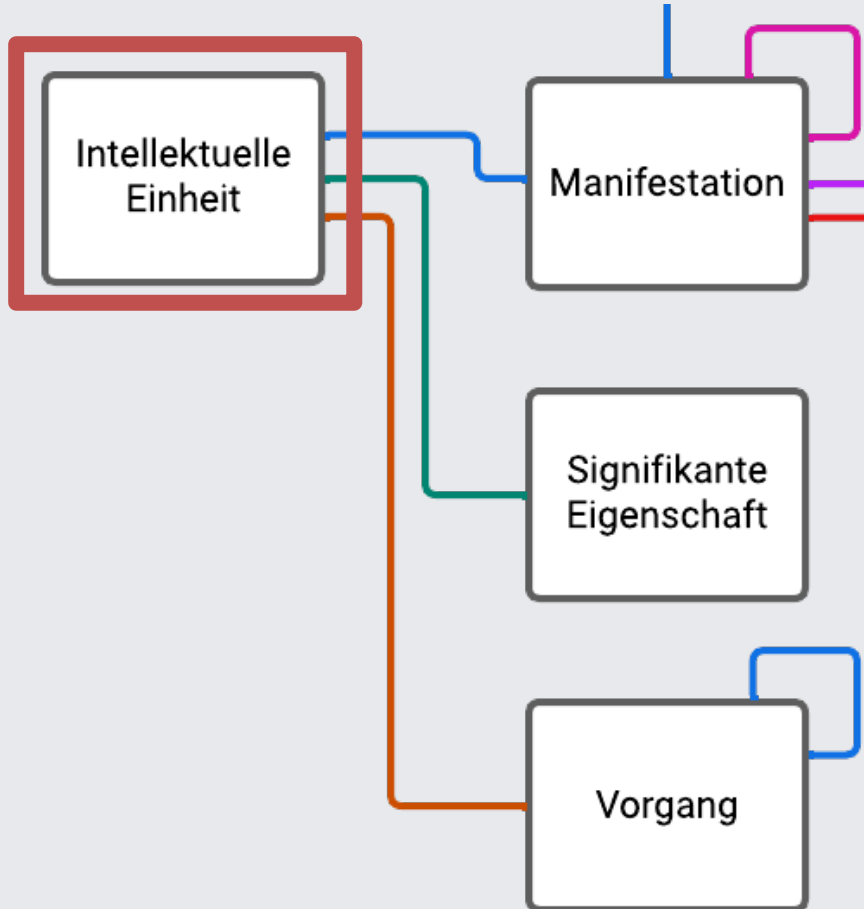 Intellektuelle
Einheit
Manifestation
Signifikante
Eigenschaft
Vorgang